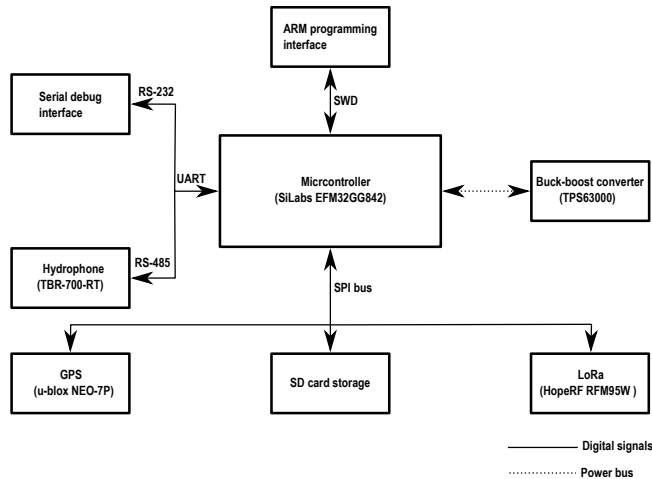 ARM programming
interface
RS-232
SWD
Serial debug
interface
UART
Micrcontroller
(SiLabs EFM32GG842)
Buck-boost converter
(TPS63000)
RS-485
Hydrophone
(TBR-700-RT)
SPI bus
GPS
(u-blox NEO-7P)
SD card storage
LoRa
(HopeRF RFM95W )
Digital signals
Power bus